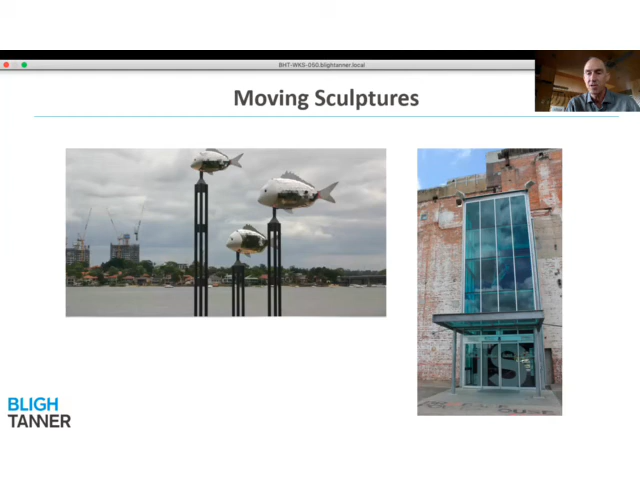 BHT-WKS-050.blightanner.local
Moving Sculptures
BLIGH
TANNER